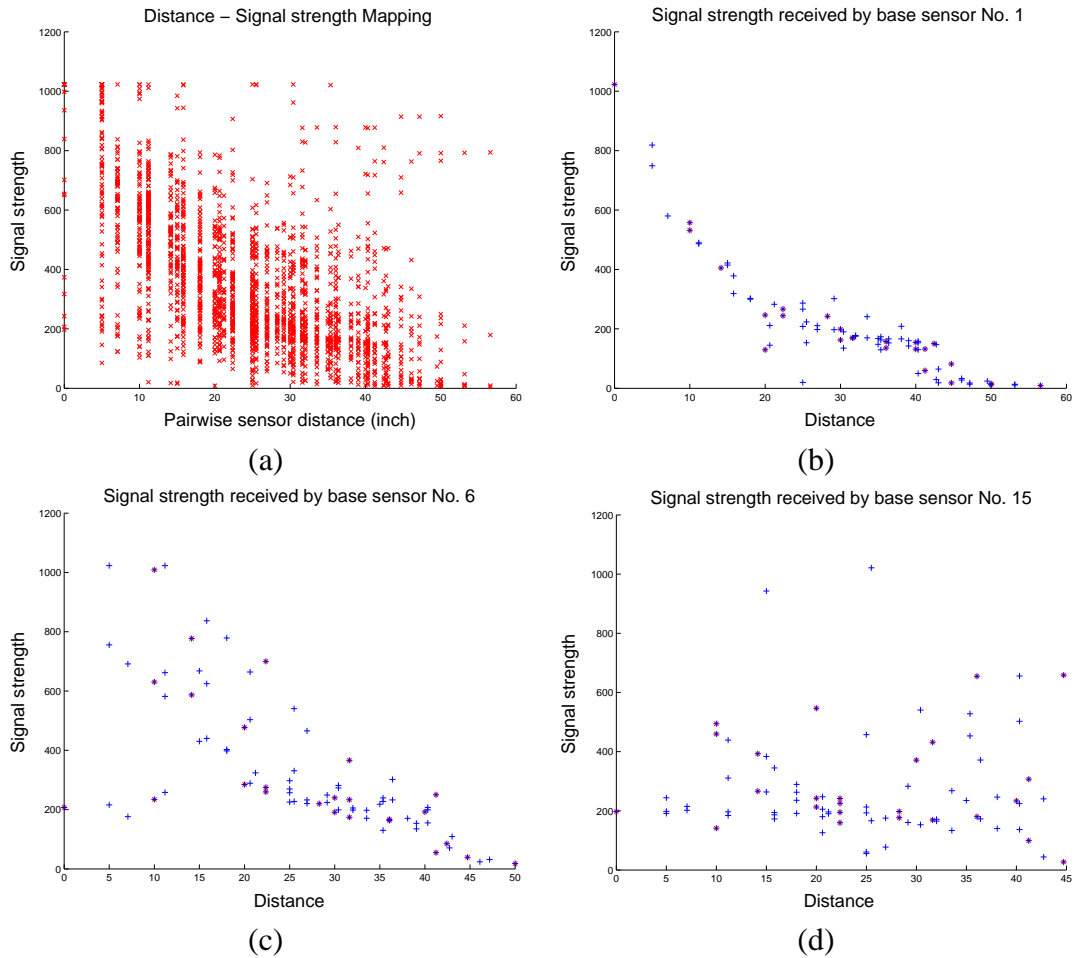 Distance – Signal strength Mapping
1200
1000
800
600
400
200
0
Signal strength
0 10 20 30 40 50 60
Pairwise sensor distance (inch)
(a)
Signal strength received by base sensor No. 1
1200
1000
800
600
400
200
0
Signal strength
0 10 20 30 40 50 60
Distance
(b)
Signal strength received by base sensor No. 6
1200
1000
800
600
400
200
0
Signal strength
0 5 10 15 20 25 30 35 40 45 50
Distance
(c)
Signal strength received by base sensor No. 15
1200
1000
800
600
400
200
0
Signal strength
0 5 10 15 20 25 30 35 40 45
Distance
(d)